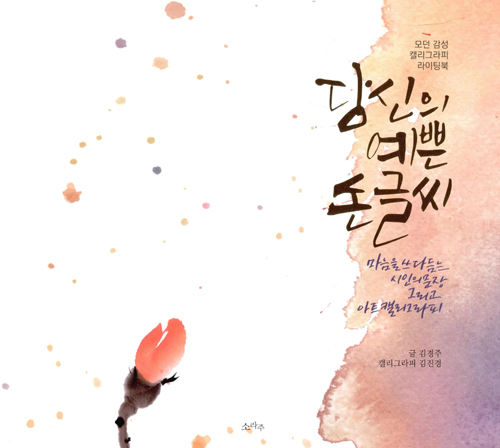 모던 감성
캘리그라피
라이팅북
당신의
예쁜
손글씨
마음을 쓰다듬는
시인의 문장
그리고
아트 캘리그라피
글 김경주
캘리그라피 김진경
소라주